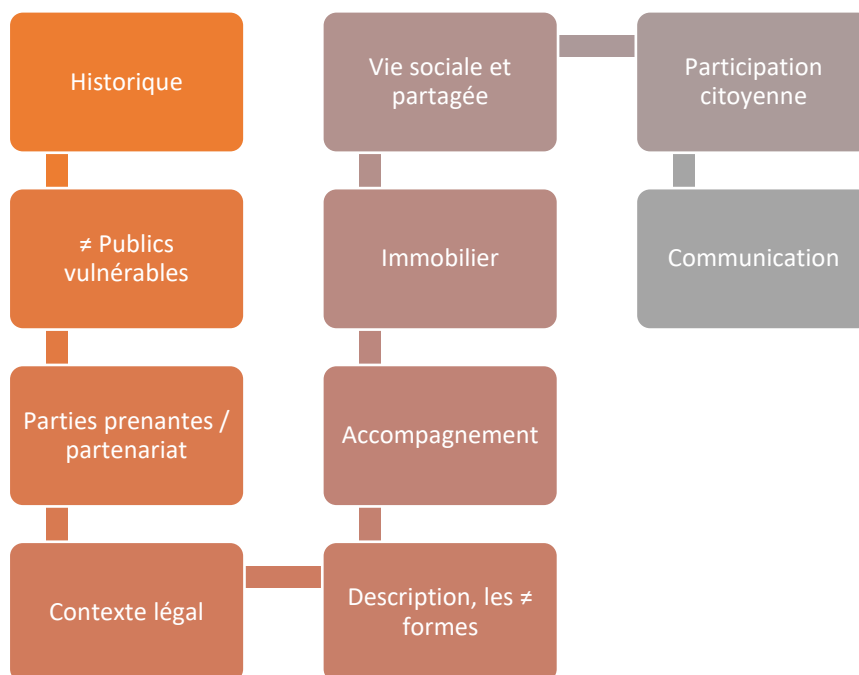 Historique
≠ Publics
vulnérables
Parties prenantes /
partenariat
Contexte légal
Description, les ≠
formes
Accompagnement
Immobilier
Vie sociale et
partagée
Participation
citoyenne
Communication